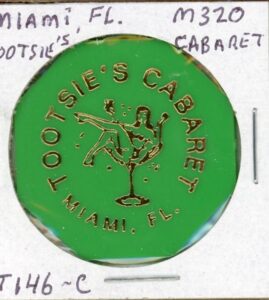 MIAMI, FL. M320
TOOTSIE'S CABARET
TOOTSIE'S CABARET
MIAMI, FL.
T146-C